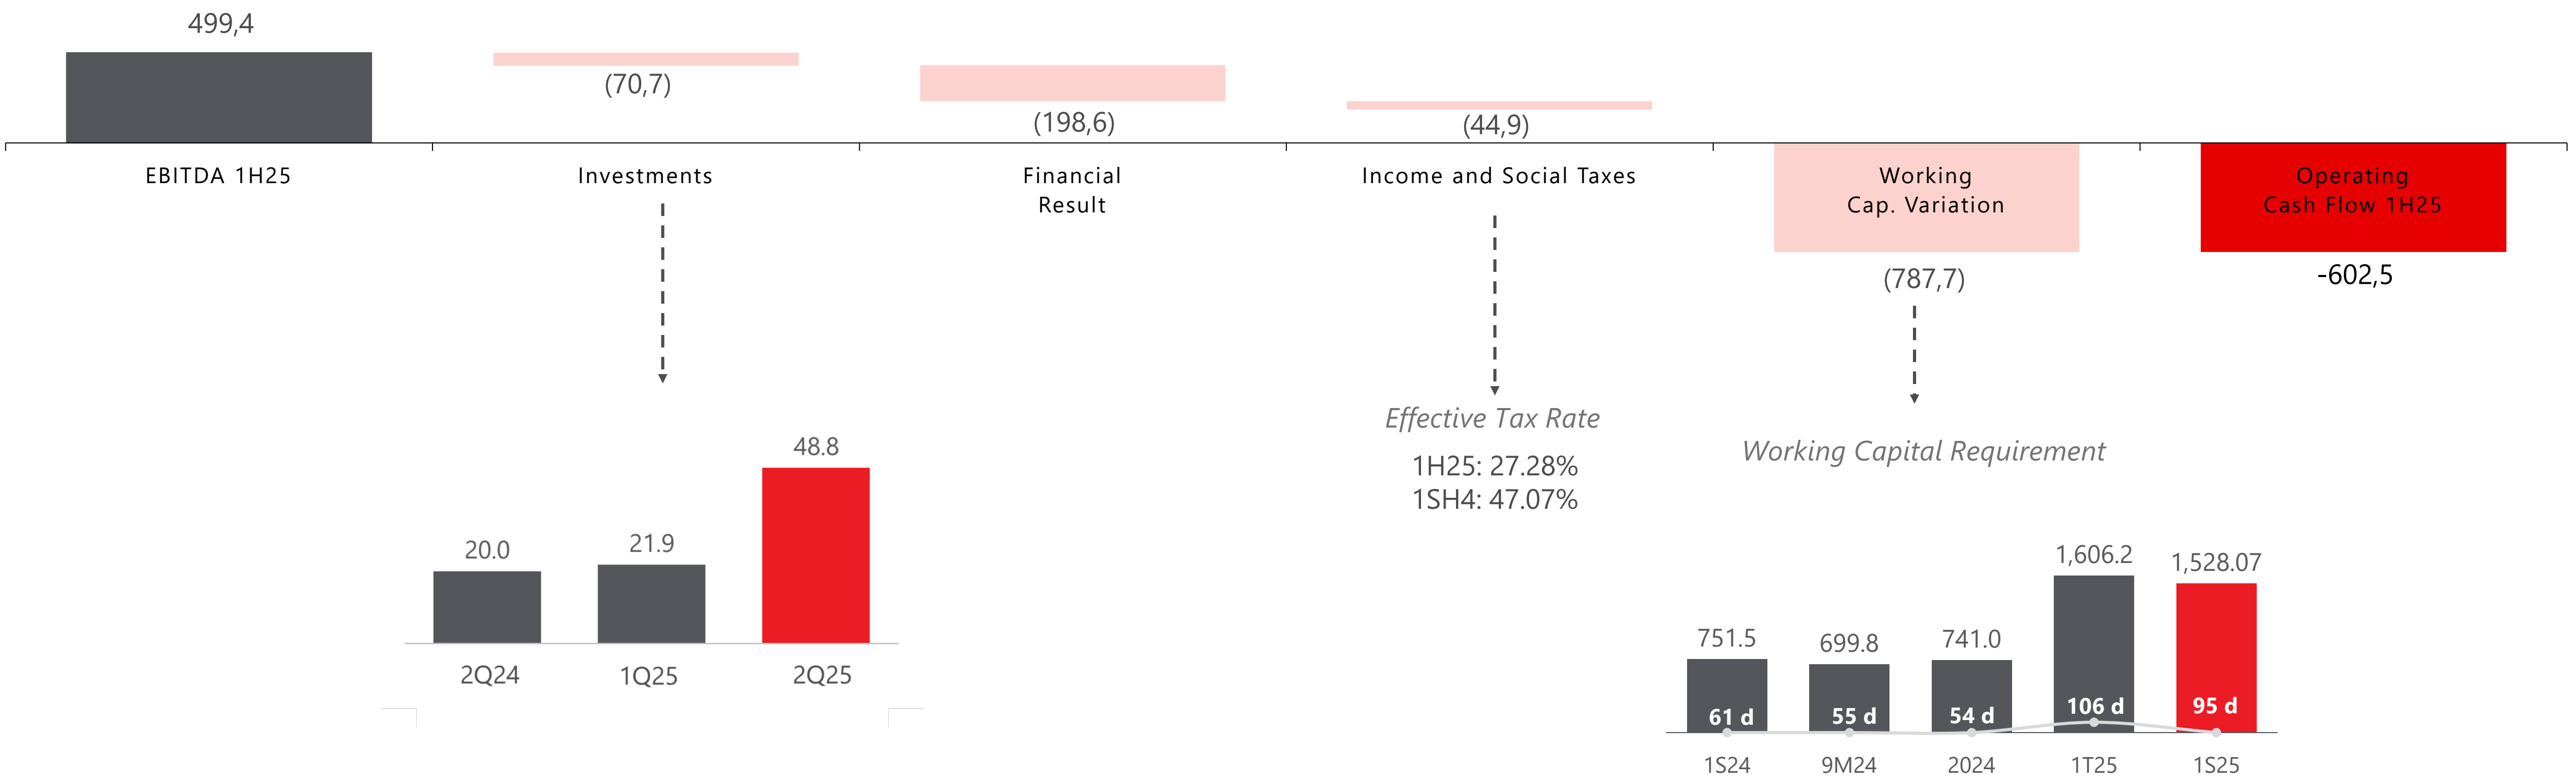 499,4
(70,7)
(198,6)
(44,9)
EBITDA 1H25
Investments
Financial
Result
Income and Social Taxes
Working
Cap. Variation
Operating
Cash Flow 1H25
(787,7)
-602,5
48.8
20.0
21.9
2Q24
1Q25
2Q25
Effective Tax Rate
1H25: 27.28%
1SH4: 47.07%
Working Capital Requirement
751.5
699.8
741.0
1,606.2
1,528.07
61 d
55 d
54 d
106 d
95 d
1S24
9M24
2024
1T25
1S25